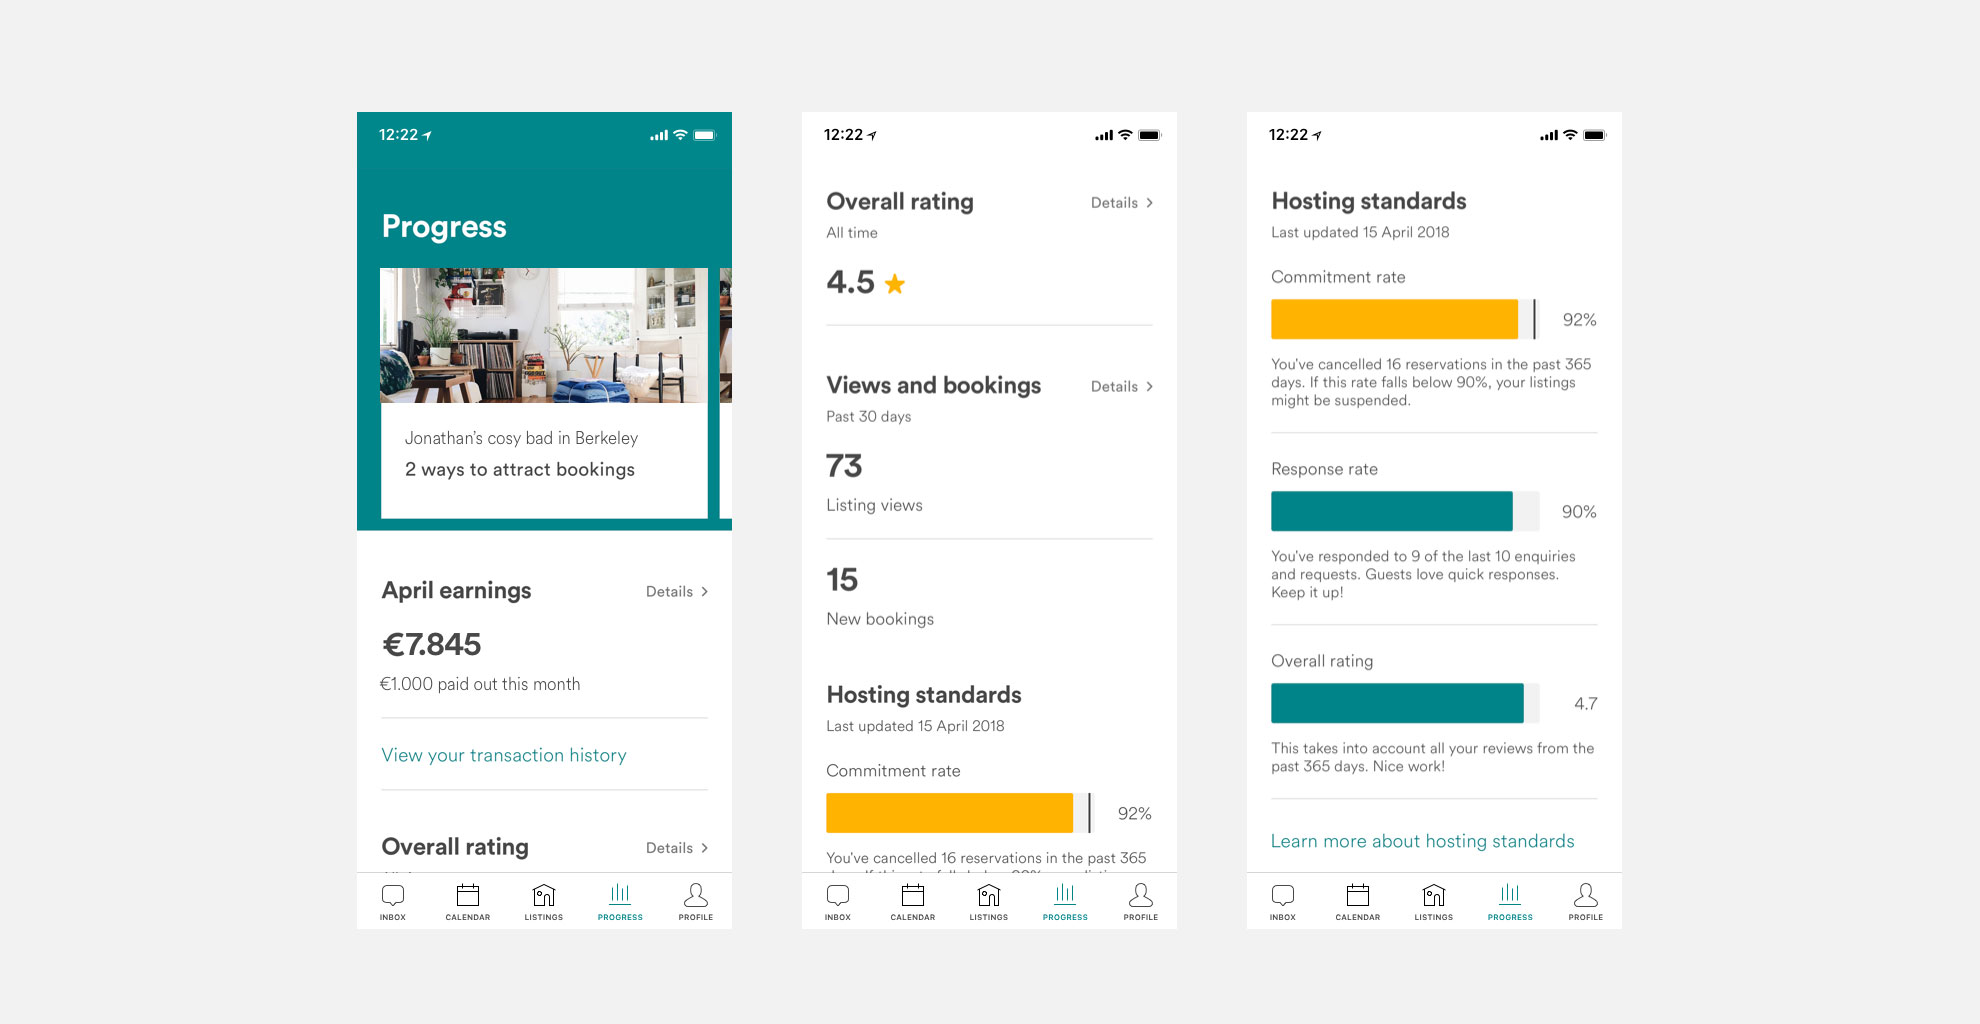 12:22
Progress
Jonathan's cosy bad in Berkeley
2 ways to attract bookings
April earnings
Details
€7.845
€1.000 paid out this month
View your transaction history
Overall rating
Details
INBOX
CALENDAR
LISTINGS
PROGRESS
PROFILE
12:22
Overall rating
Details
All time
4.5
Views and bookings
Details
Past 30 days
73
Listing views
15
New bookings
Hosting standards
Last updated 15 April 2018
Commitment rate
92%
You've cancelled 16 reservations in the past 365
INBOX
CALENDAR
LISTINGS
PROGRESS
PROFILE
12:22
Hosting standards
Last updated 15 April 2018
Commitment rate
92%
You've cancelled 16 reservations in the past 365
days. If this rate falls below 90%, your listings
might be suspended.
Response rate
90%
You've responded to 9 of the last 10 enquiries
and requests. Guests love quick responses.
Keep it up!
Overall rating
4.7
This takes into account all your reviews from the
past 365 days. Nice work!
Learn more about hosting standards
INBOX
CALENDAR
LISTINGS
PROGRESS
PROFILE